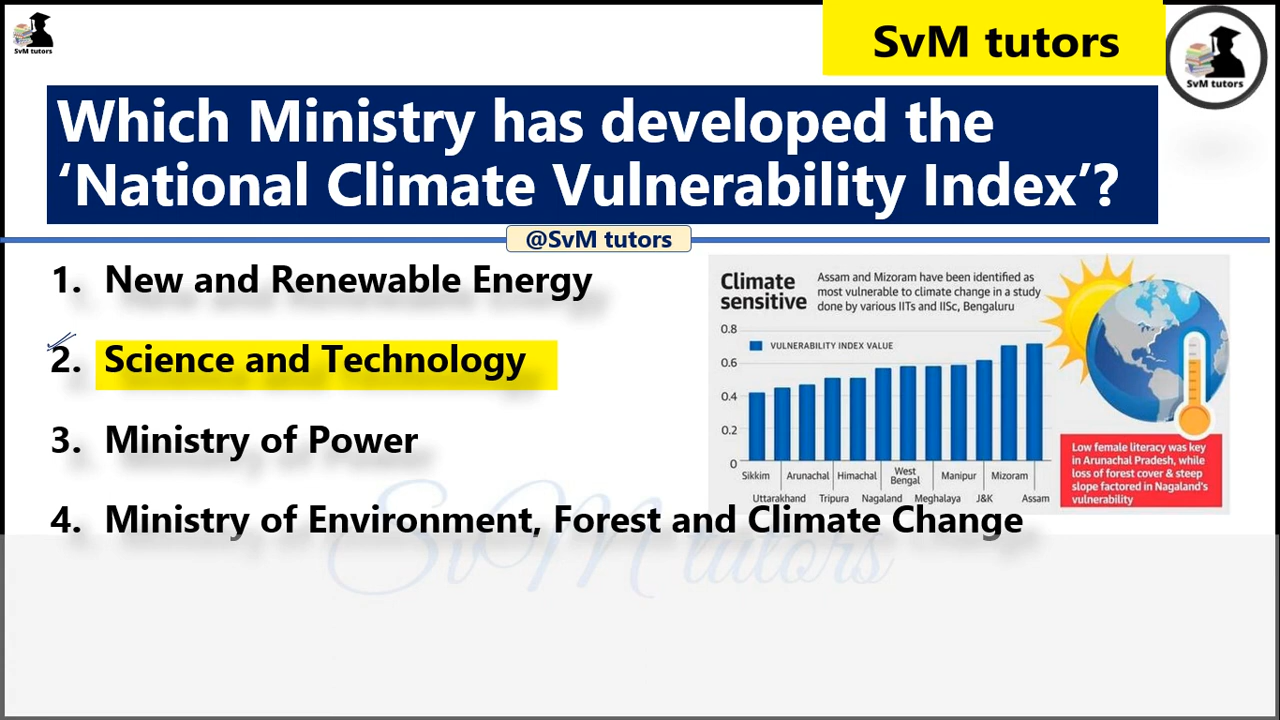 SvM tutors
SvM tutors
SvM tutors
Which Ministry has developed the
‘National Climate Vulnerability Index’?
@SvM tutors
1. New and Renewable Energy
2. Science and Technology
3. Ministry of Power
4. Ministry of Environment, Forest and Climate Change
Climate
sensitive
Assam and Mizoram have been identified as
most vulnerable to climate change in a study
done by various IITs and IISc, Bengaluru
VULNERABILITY INDEX VALUE
0.8
0.6
0.4
0.2
0
Sikkim
Uttarakhand
Arunachal
Tripura
Himachal
Nagaland
West
Bengal
Meghalaya
Manipur
J&K
Mizoram
Assam
Low female literacy was key
in Arunachal Pradesh, while
loss of forest cover & steep
slope factored in Nagaland's
vulnerability
SvM tutors